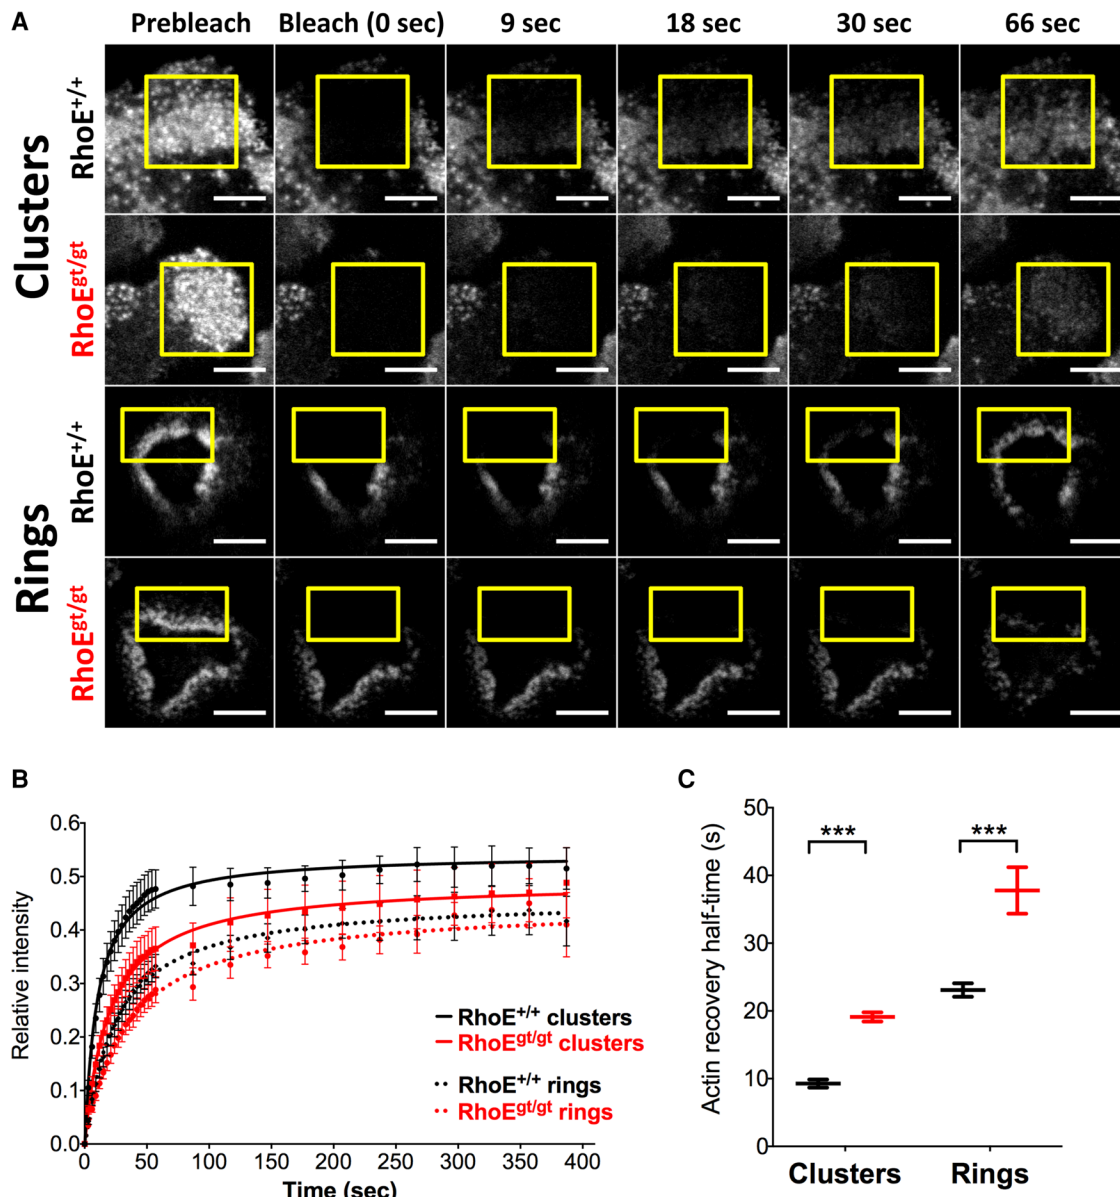 A
Prebleach Bleach (0 sec) 9 sec 18 sec 30 sec 66 sec
Clusters
RhoE+/+
RhoEgt/gt
Rings
RhoE+/+
RhoEgt/gt
B
Relative intensity
0.6
0.5
0.4
0.3
0.2
0.1
0.0
0 50 100 150 200 250 300 350 400
Time (sec)
RhoE+/+ clusters
RhoEgt/gt clusters
RhoE+/+ rings
RhoEgt/gt rings
C
Actin recovery half-time (s)
50
40
30
20
10
0
*** ***
Clusters Rings